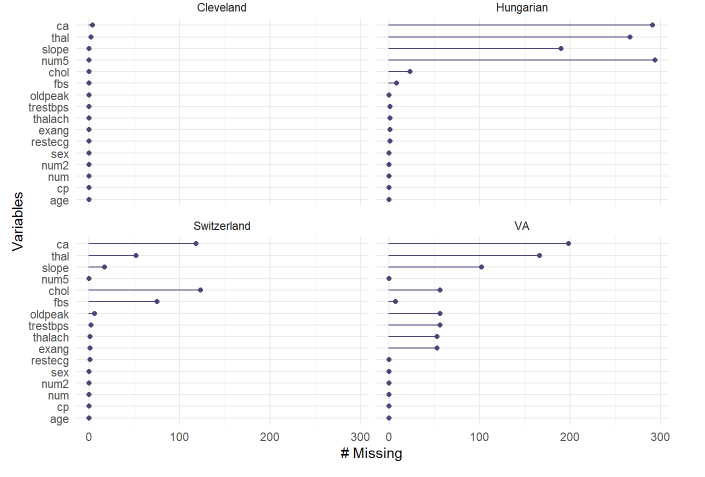 Cleveland
Hungarian
ca
thal
slope
num5
chol
fbs
oldpeak
trestbps
thalach
exang
restecg
sex
num2
num
cp
age
Variables
Switzerland
VA
ca
thal
slope
num5
chol
fbs
oldpeak
trestbps
thalach
exang
restecg
sex
num2
num
cp
age
0 100 200 300 0 100 200 300
# Missing